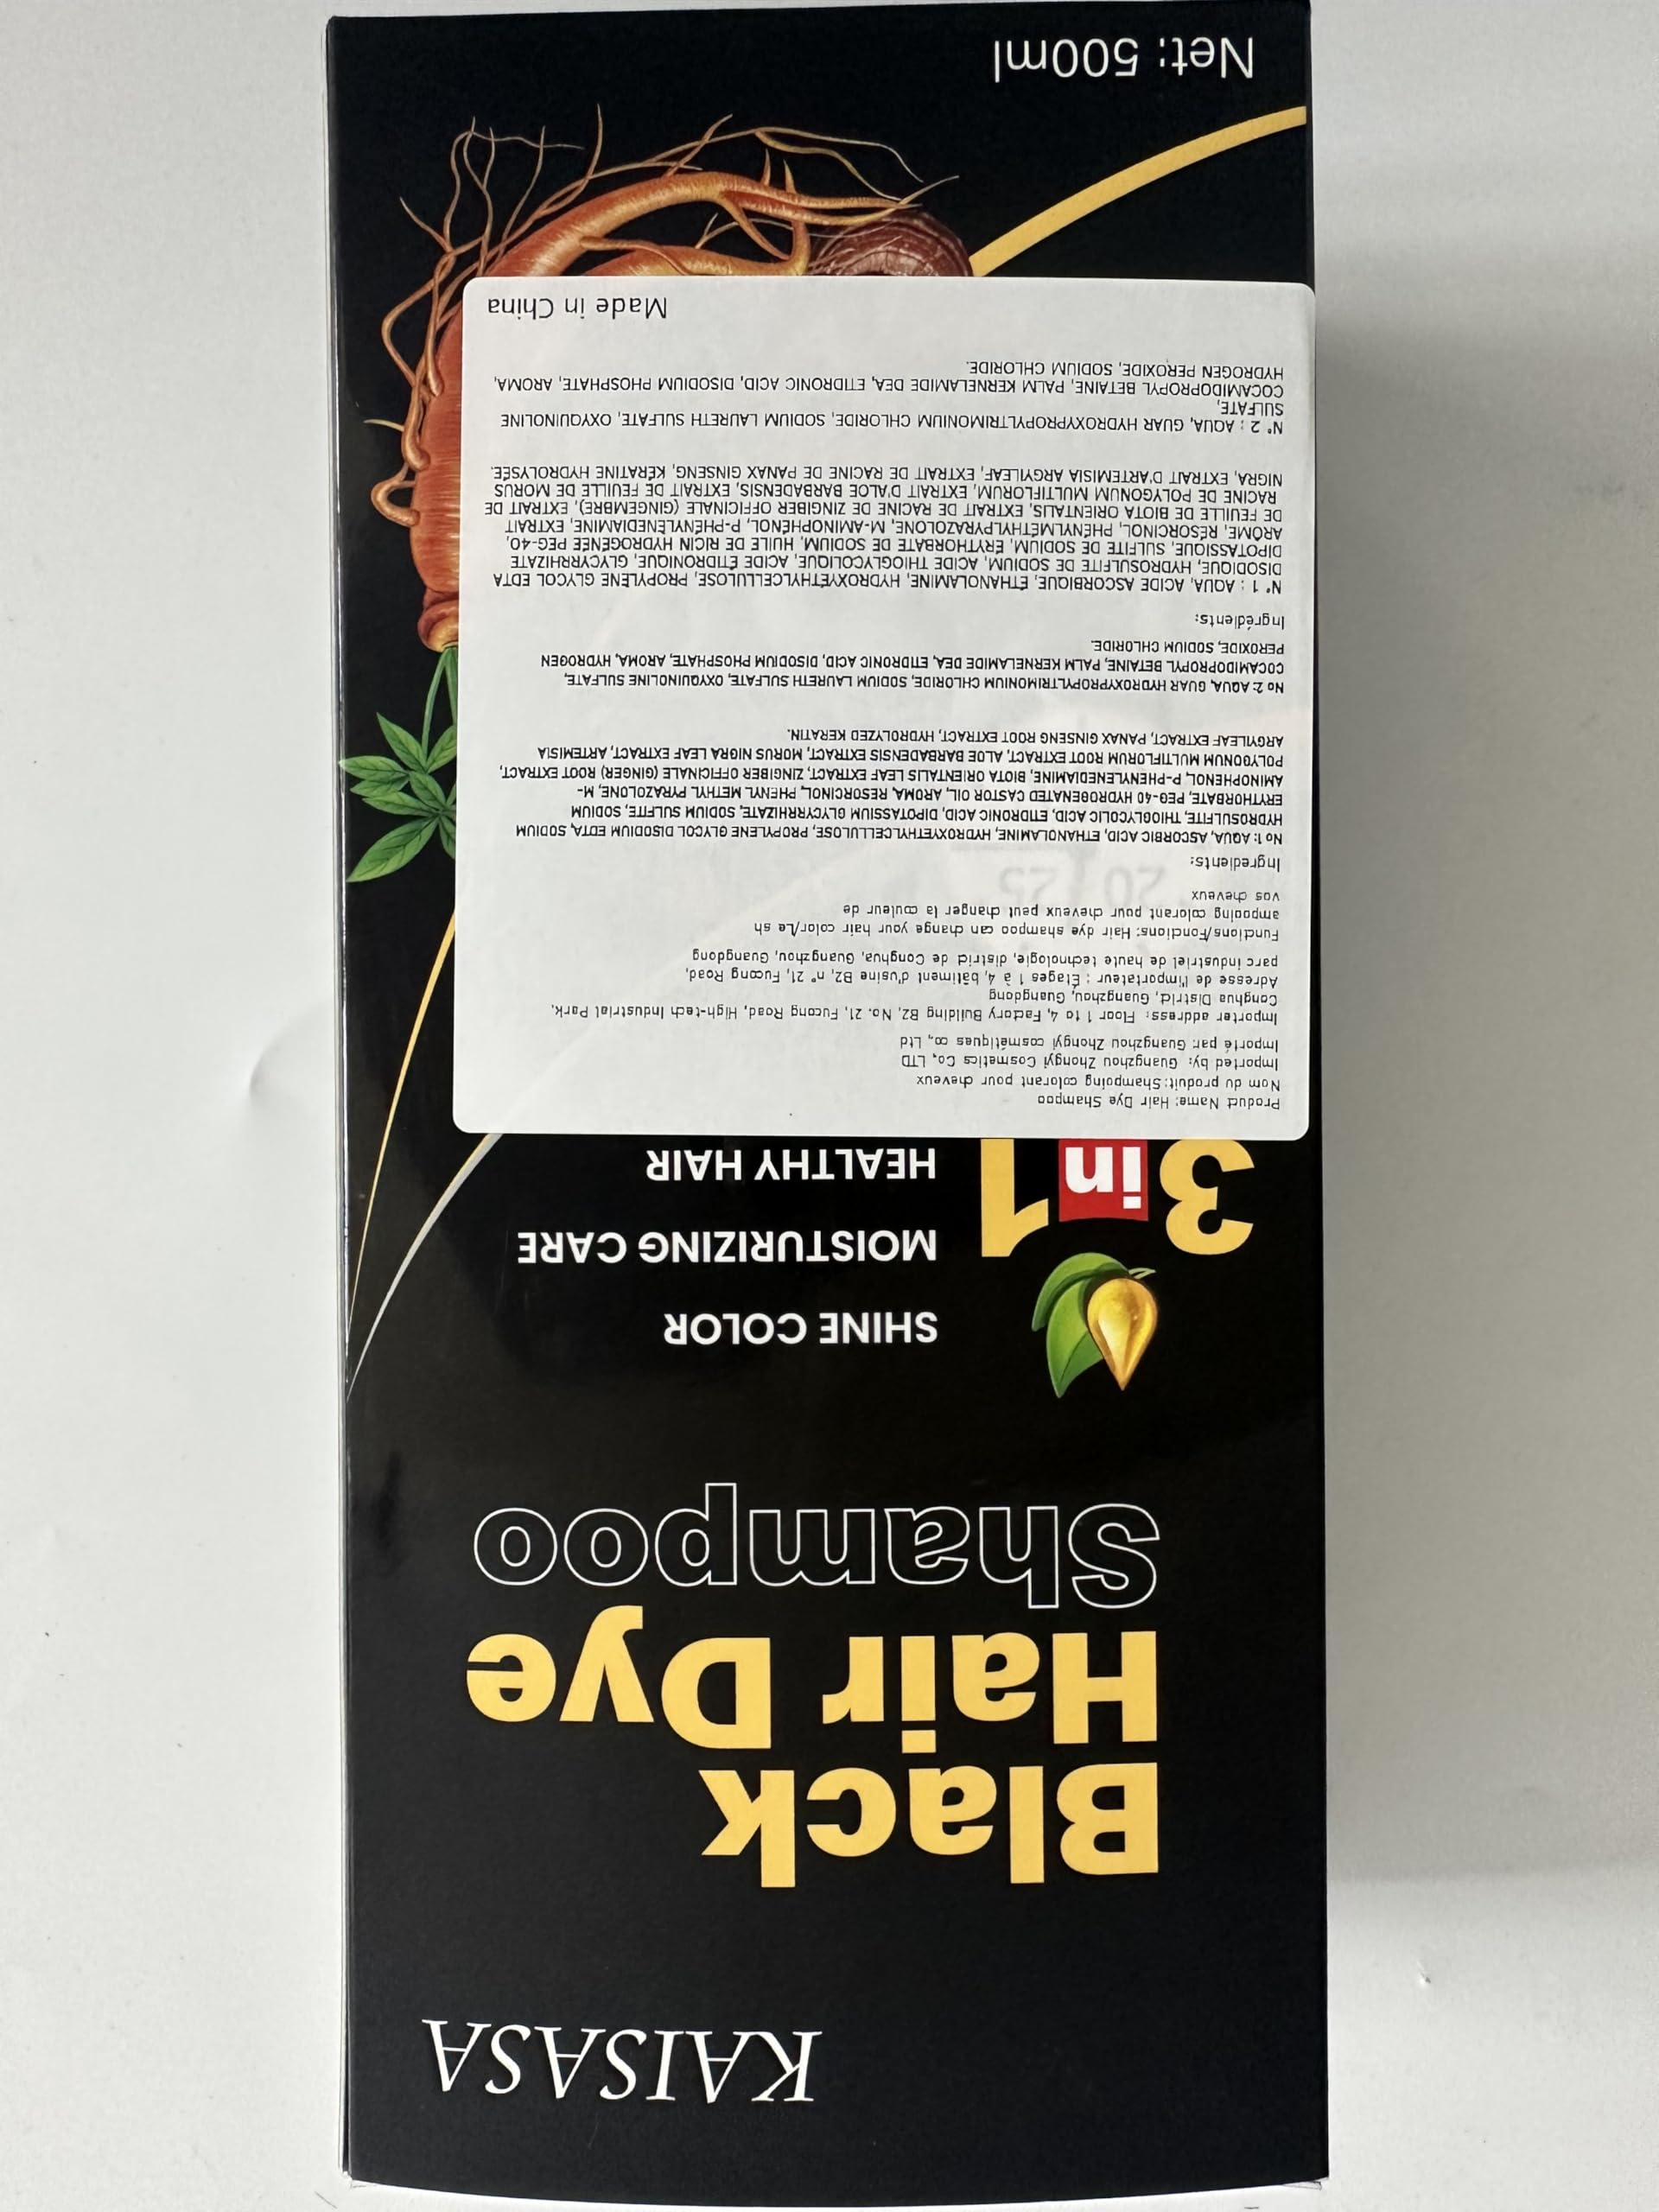 KAISASA
Black
Hair Dye
Shampoo
SHINE COLOR
MOISTURIZING CARE
HEALTHY HAIR
3 in 1
Product Name: Hair Dye Shampoo
Nom du produit: Shampoing colorant pour cheveux
Imported by: Guangzhou Zhongyi Cosmetics Co., LTD
Importé par: Guangzhou Zhongyi cosmétiques co., Ltd
Importer address: Floor 1 to 4, Factory Building B2, No. 21, Fucong Road, High-tech Industrial Park,
Conghua District, Guangzhou, Guangdong
Adresse de l'importateur : Étages 1 à 4, bâtiment d'usine B2, n° 21, Fucong Road,
parc industriel de haute technologie, district de Conghua, Guangzhou, Guangdong
Functions/Fonctions: Hair dye shampoo can change your hair color/Le sh
ampooing colorant pour cheveux peut changer la couleur de
vos cheveux
Ingredients:
No 1: AQUA, ASCORBIC ACID, ETHANOLAMINE, HYDROXYETHYLCELLULOSE, PROPYLENE GLYCOL DISODIUM EDTA, SODIUM
HYDROSULFITE, THIOGLYCOLIC ACID, ETIDRONIC ACID, DIPOTASSIUM GLYCYRRHIZATE, SODIUM SULFITE, SODIUM
ERYTHORBATE, PEG-40 HYDROGENATED CASTOR OIL, AROMA, RESORCINOL, PHENYL METHYL PYRAZOLONE, M-
AMINOPHENOL, P-PHENYLENEDIAMINE, BIOTA ORIENTALIS LEAF EXTRACT, ZINGIBER OFFICINALE (GINGER) ROOT EXTRACT,
POLYGONUM MULTIFLORUM ROOT EXTRACT, ALOE BARBADENSIS EXTRACT, MORUS NIGRA LEAF EXTRACT, ARTEMISIA
ARGYILEAF EXTRACT, PANAX GINSENG ROOT EXTRACT, HYDROLYZED KERATIN.
No 2: AQUA, GUAR HYDROXYPROPYLTRIMONIUM CHLORIDE, SODIUM LAURETH SULFATE, OXYQUINOLINE SULFATE,
COCAMIDOPROPYL BETAINE, PALM KERNELAMIDE DEA, ETIDRONIC ACID, DISODIUM PHOSPHATE, AROMA, HYDROGEN
PEROXIDE, SODIUM CHLORIDE.
Ingrédients:
N° 1 : AQUA, ACIDE ASCORBIQUE, ÉTHANOLAMINE, HYDROXYÉTHYLCELLULOSE, PROPYLÈNE GLYCOL EDTA
DISODIQUE, HYDROSULFITE DE SODIUM, ACIDE THIOGLYCOLIQUE, ACIDE ÉTIDRONIQUE, GLYCYRRHIZATE
DIPOTASSIQUE, SULFITE DE SODIUM, ERYTHORBATE DE SODIUM, HUILE DE RICIN HYDROGÉNÉE PEG-40,
ARÔME, RÉSORCINOL, PHÉNYLMÉTHYLPYRAZOLONE, M-AMINOPHÉNOL, P-PHÉNYLÈNEDIAMINE, EXTRAIT
DE FEUILLE DE BIOTA ORIENTALIS, EXTRAIT DE RACINE DE ZINGIBER OFFICINALE (GINGEMBRE), EXTRAIT DE
RACINE DE POLYGONUM MULTIFLORUM, EXTRAIT D'ALOE BARBADENSIS, EXTRAIT DE FEUILLE DE MORUS
NIGRA, EXTRAIT D'ARTEMISIA ARGYILEAF, EXTRAIT DE RACINE DE PANAX GINSENG, KÉRATINE HYDROLYSÉE.
N° 2 : AQUA, GUAR HYDROXYPROPYLTRIMONIUM CHLORIDE, SODIUM LAURETH SULFATE, OXYQUINOLINE
SULFATE,
COCAMIDOPROPYL BETAINE, PALM KERNELAMIDE DEA, ETIDRONIC ACID, DISODIUM PHOSPHATE, AROMA,
HYDROGEN PEROXIDE, SODIUM CHLORIDE.
Made in China
Net: 500ml